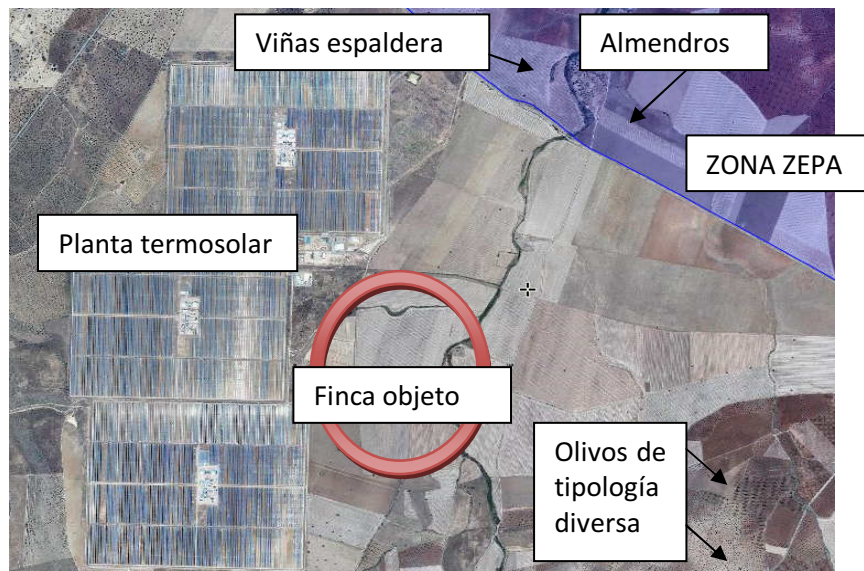 Viñas espaldera
Almendros
ZONA ZEPA
Planta termosolar
Finca objeto
Olivos de
tipología
diversa